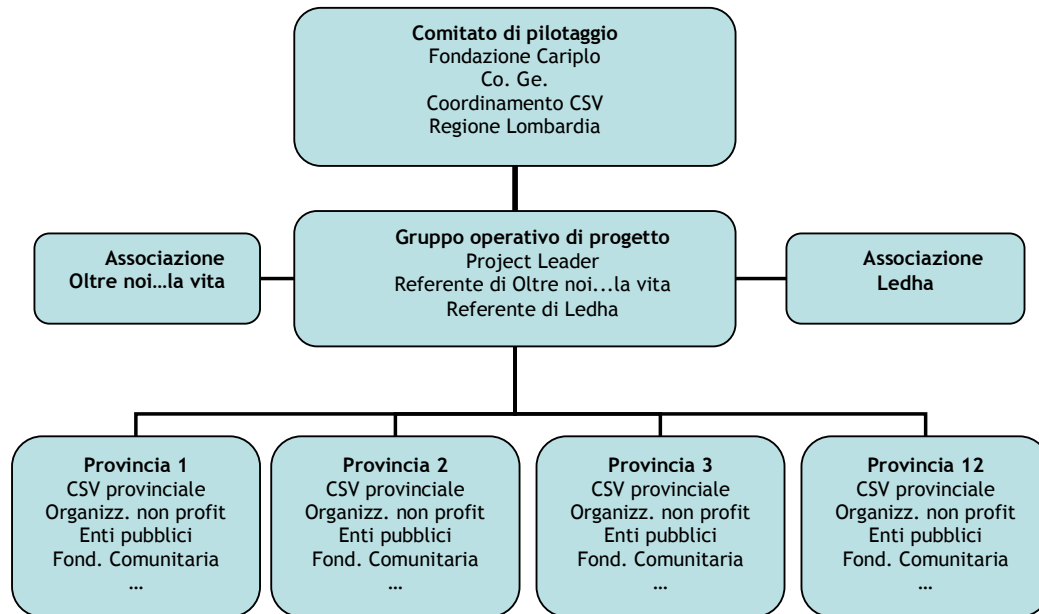 Comitato di pilotaggio
Fondazione Cariplo
Co. Ge.
Coordinamento CSV
Regione Lombardia
Associazione
Oltre noi...la vita
Gruppo operativo di progetto
Project Leader
Referente di Oltre noi...la vita
Referente di Ledha
Associazione
Ledha
Provincia 1
CSV provinciale
Organizz. non profit
Enti pubblici
Fond. Comunitaria
...
Provincia 2
CSV provinciale
Organizz. non profit
Enti pubblici
Fond. Comunitaria
...
Provincia 3
CSV provinciale
Organizz. non profit
Enti pubblici
Fond. Comunitaria
...
Provincia 12
CSV provinciale
Organizz. non profit
Enti pubblici
Fond. Comunitaria
...